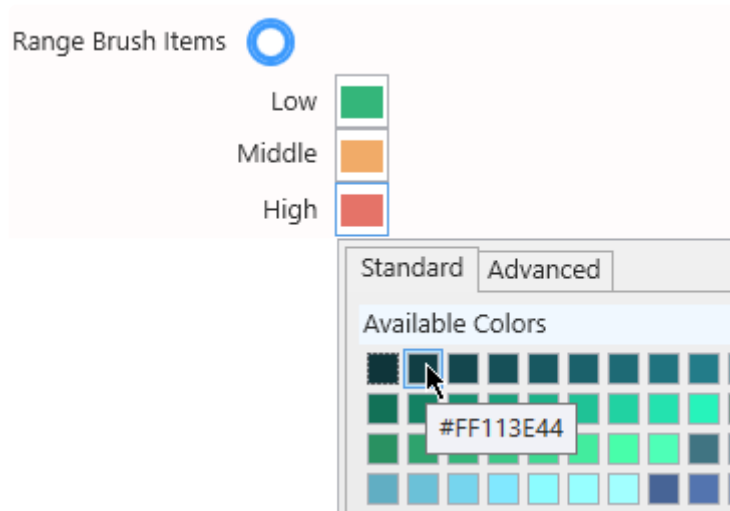 Range Brush Items
Low
Middle
High
Standard Advanced
Available Colors
#FF113E44